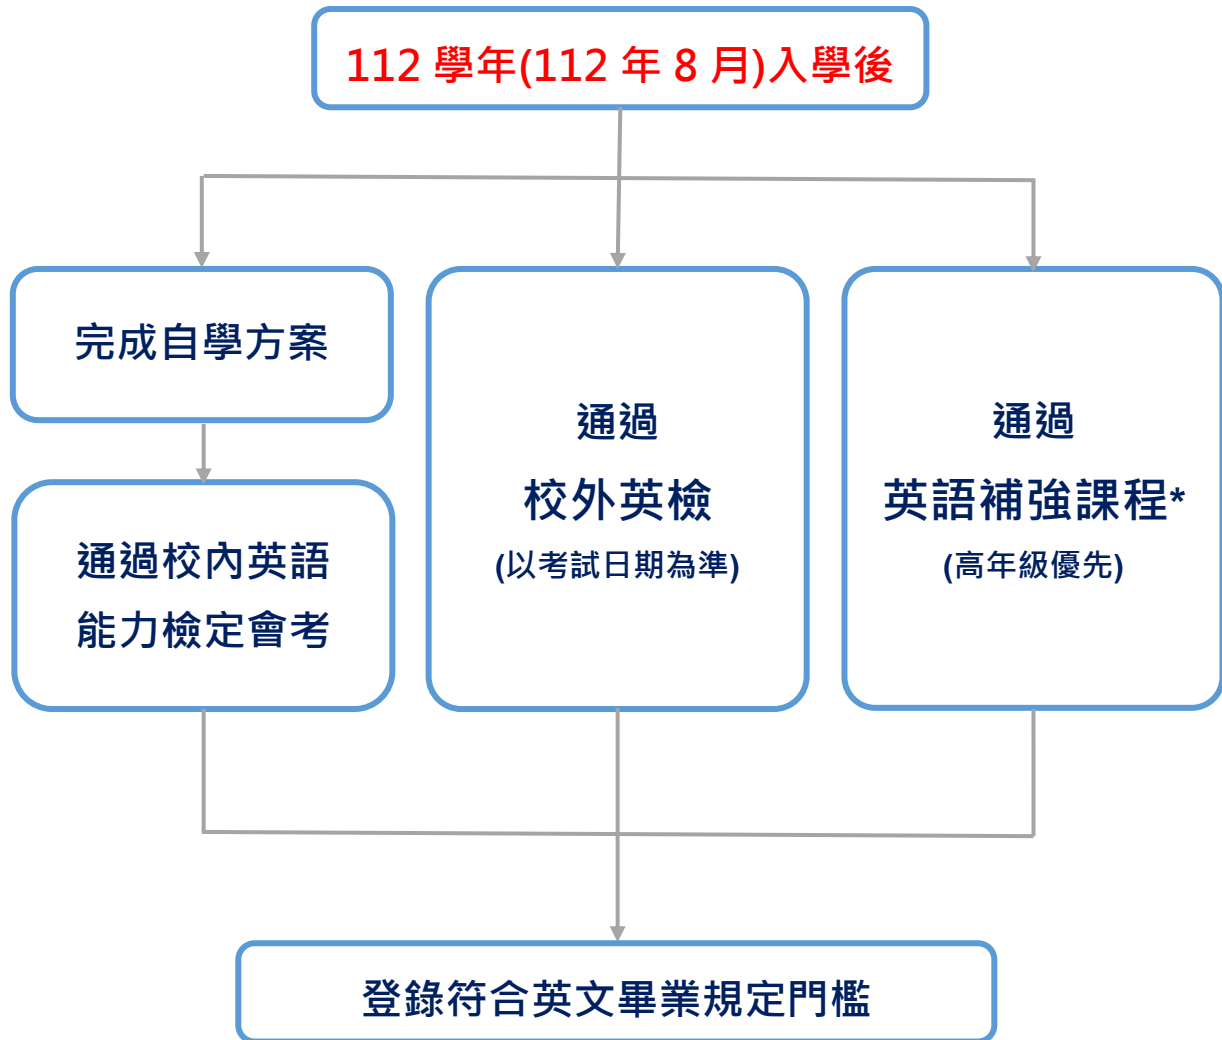 112 學年(112 年 8 月)入學後
完成自學方案
通過校內英語
能力檢定會考
通過
校外英檢
(以考試日期為準)
通過
英語補強課程*
(高年級優先)
登錄符合英文畢業規定門檻